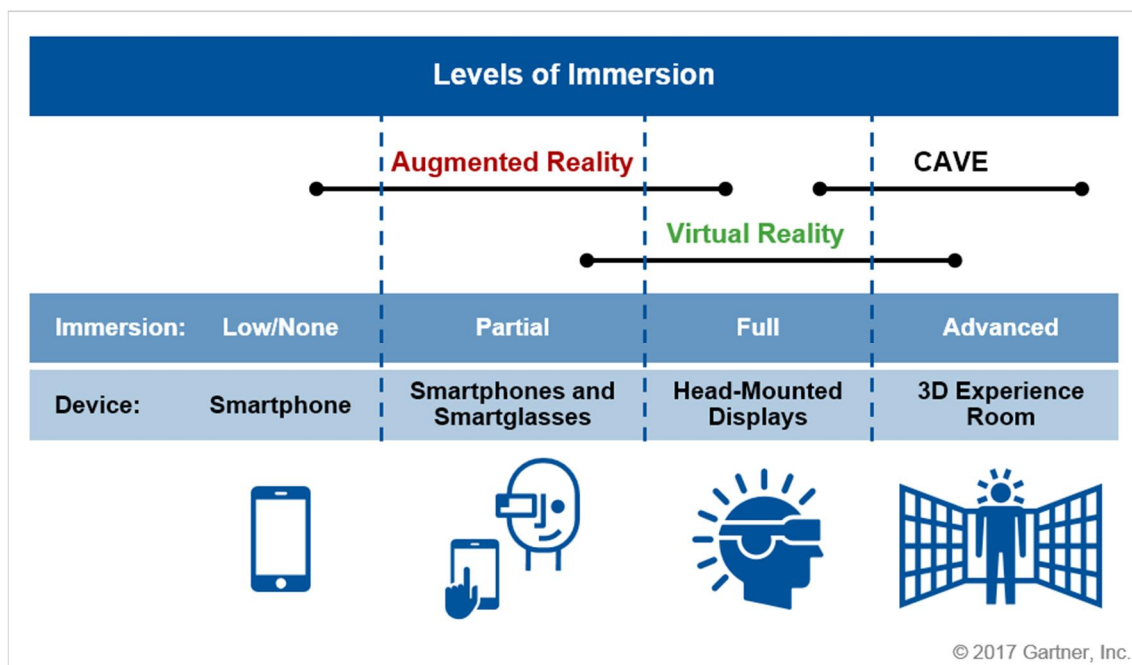 Levels of Immersion
Augmented Reality
CAVE
Virtual Reality
Immersion: Low/None Partial Full Advanced
Device: Smartphone Smartphones and Smartglasses Head-Mounted Displays 3D Experience Room
© 2017 Gartner, Inc.